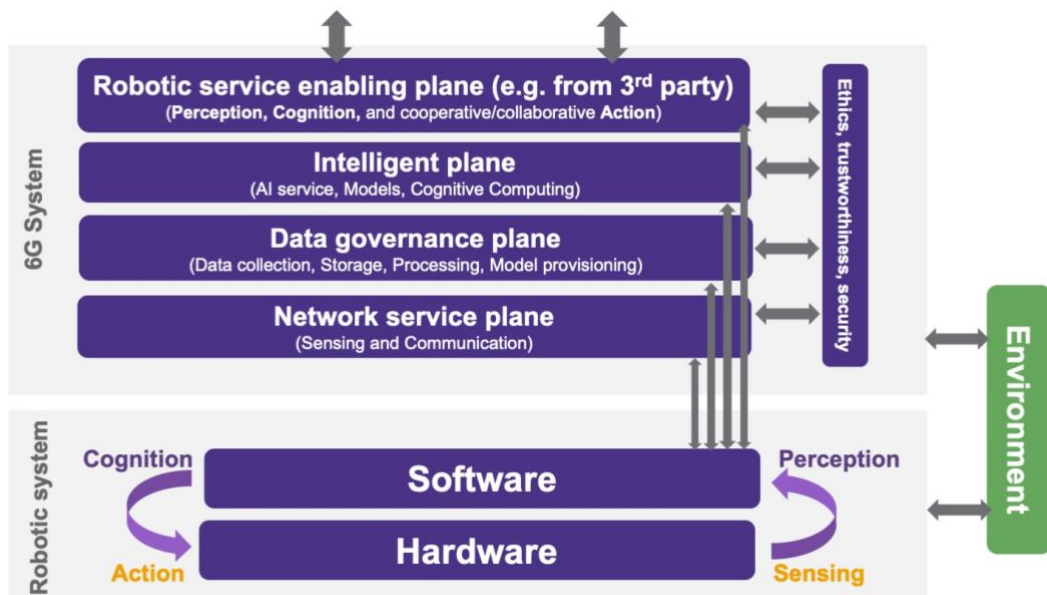 6G System
Robotic service enabling plane (e.g. from 3rd party)
(Perception, Cognition, and cooperative/collaborative Action)
Intelligent plane
(AI service, Models, Cognitive Computing)
Data governance plane
(Data collection, Storage, Processing, Model provisioning)
Network service plane
(Sensing and Communication)
Ethics, trustworthiness, security
Environment
Robotic system
Cognition
Software
Perception
Hardware
Action
Sensing